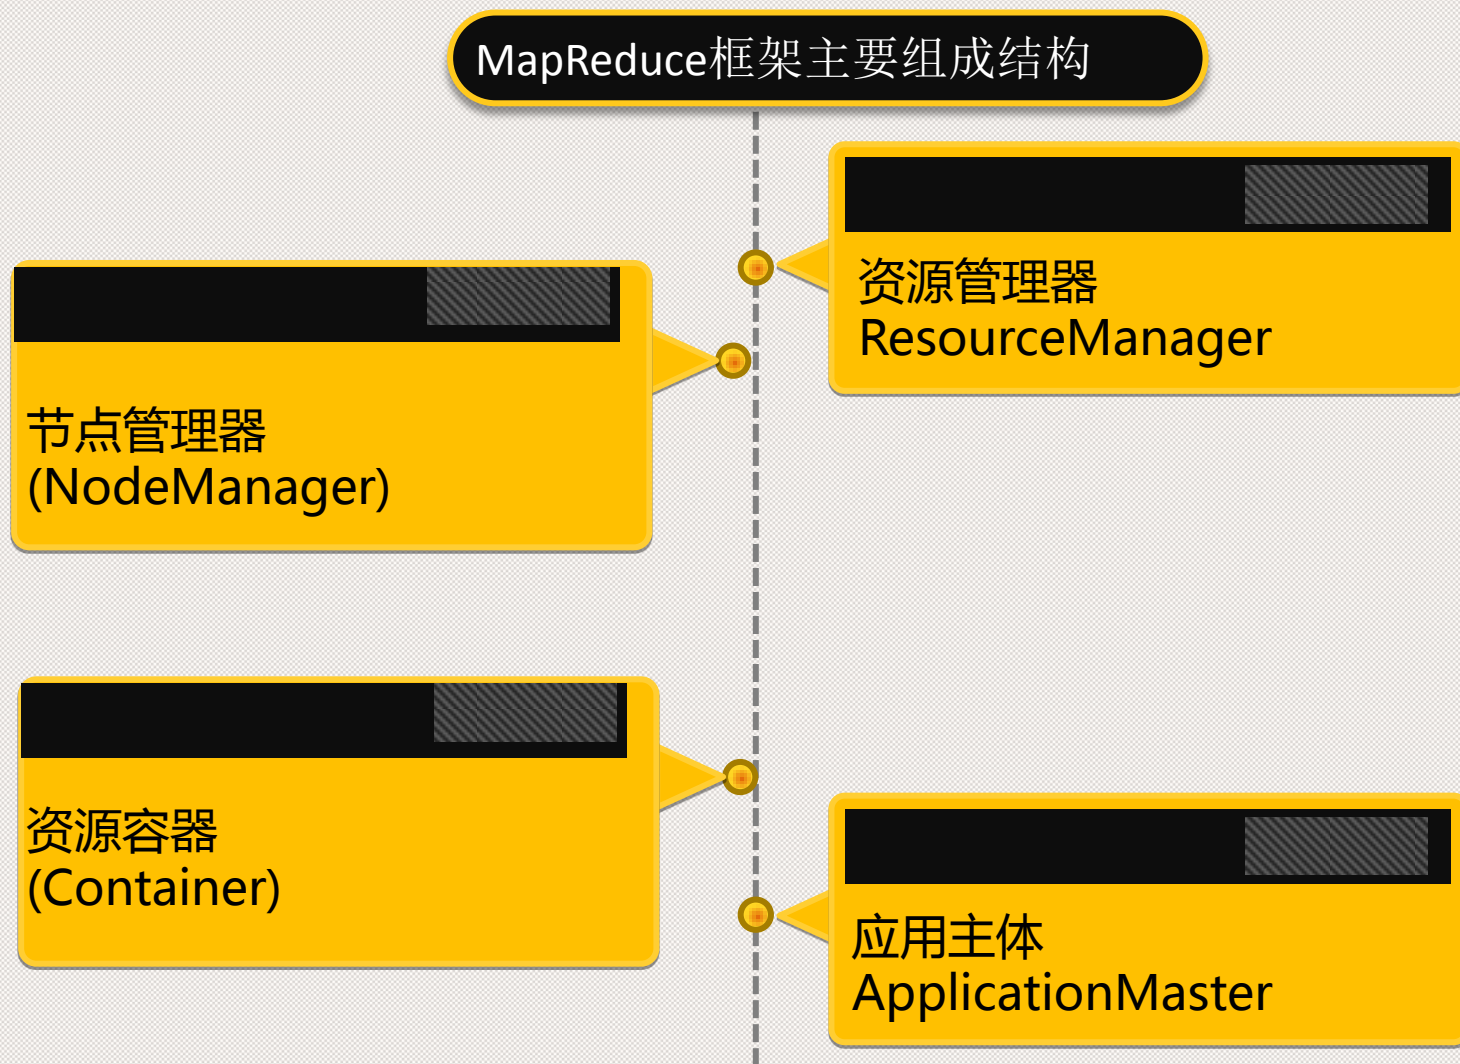 MapReduce框架主要组成结构
资源管理器
ResourceManager
节点管理器
(NodeManager)
资源容器
(Container)
应用主体
ApplicationMaster